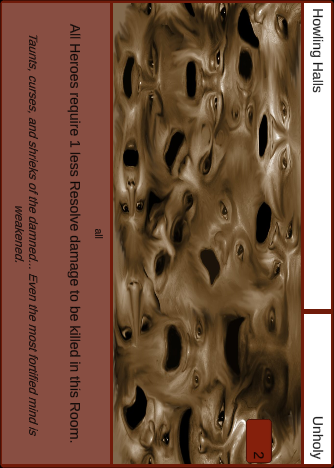 Howling Halls
Unholy
2
all
All Heroes require 1 less Resolve damage to be killed in this Room.
Taunts, curses, and shrieks of the damned... Even the most fortified mind is
weakened.